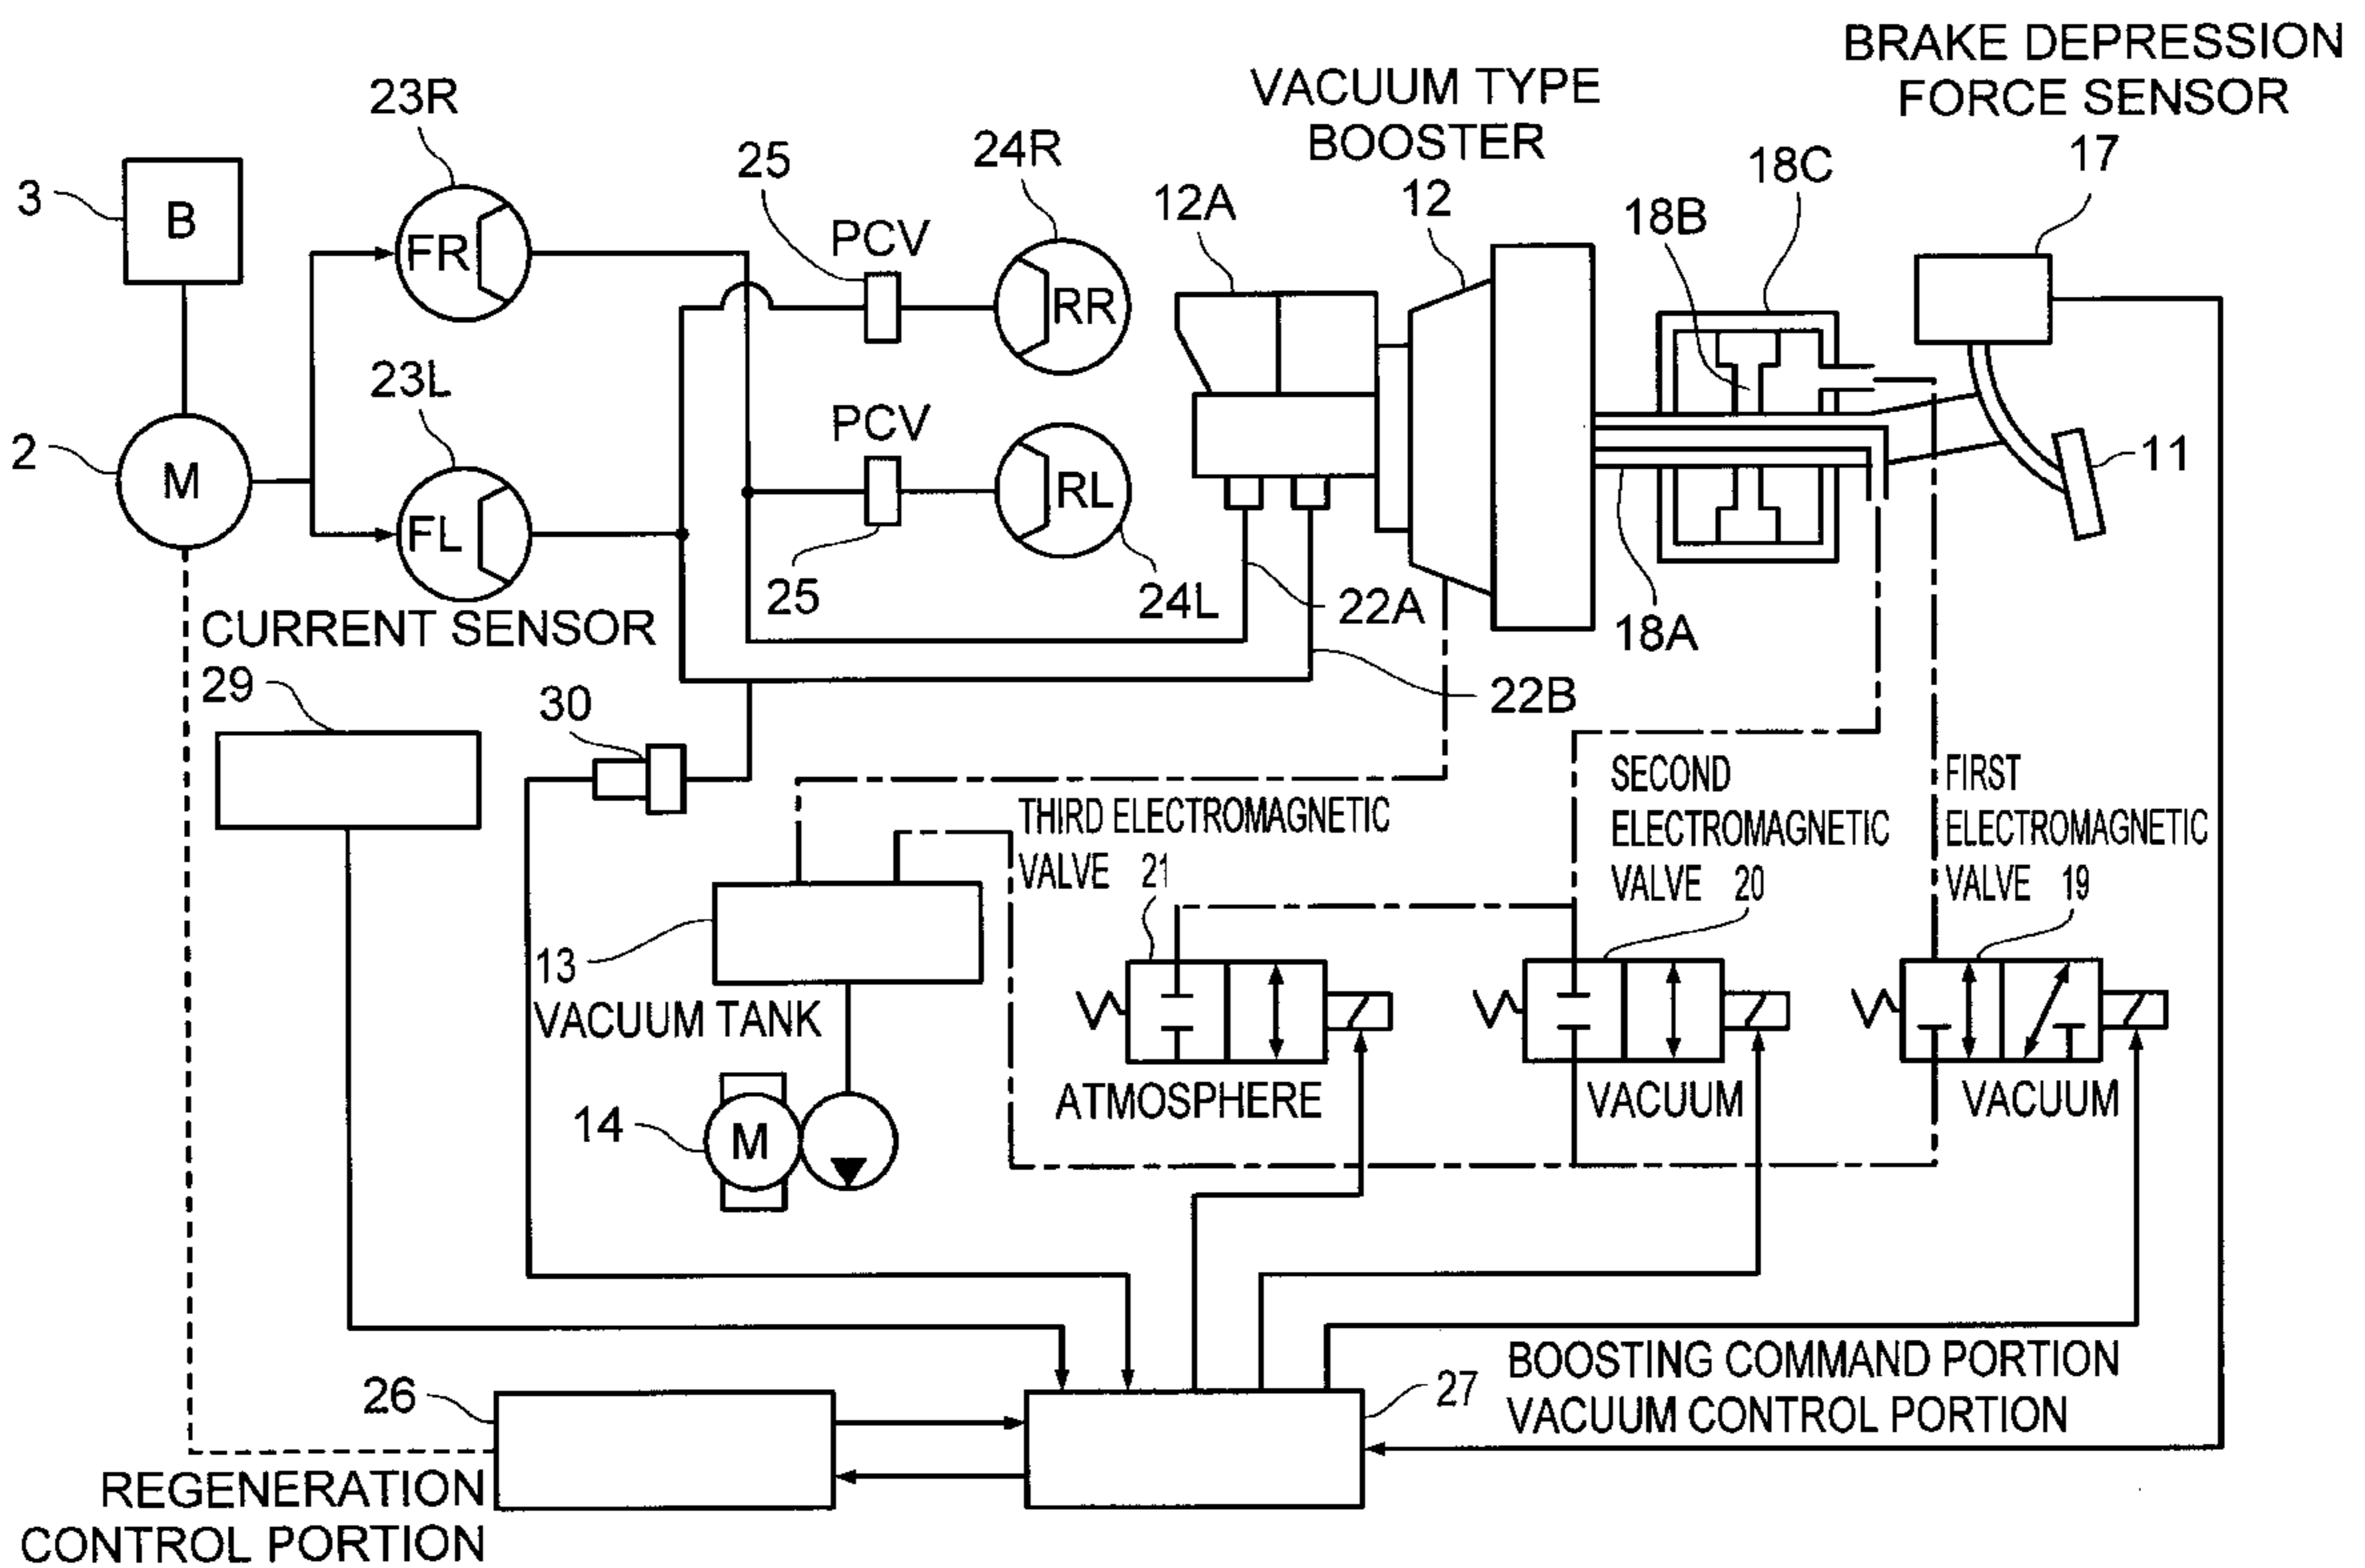 BRAKE DEPRESSION
FORCE SENSOR
17
VACUUM TYPE
BOOSTER
12
23R
25
24R
12A
18B
18C
3
B
FR
PCV
RR
23L
PCV
2
M
FL
RL
11
25
24L
22A
18A
CURRENT SENSOR
29
30
22B
THIRD ELECTROMAGNETIC
VALVE 21
SECOND
ELECTROMAGNETIC
VALVE 20
FIRST
ELECTROMAGNETIC
VALVE 19
13
VACUUM TANK
14
M
ATMOSPHERE
VACUUM
VACUUM
26
27
BOOSTING COMMAND PORTION
VACUUM CONTROL PORTION
REGENERATION
CONTROL PORTION